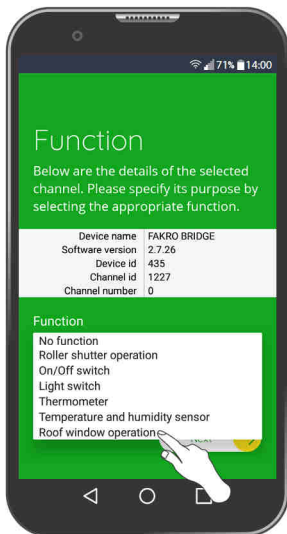 71% 14:00
Function
Below are the details of the selected
channel. Please specify its purpose by
selecting the appropriate function.
Device name FAKRO BRIDGE
Software version 2.7.26
Device id 435
Channel id 1227
Channel number 0
Function
No function
Roller shutter operation
On/Off switch
Light switch
Thermometer
Temperature and humidity sensor
Roof window operation
Next